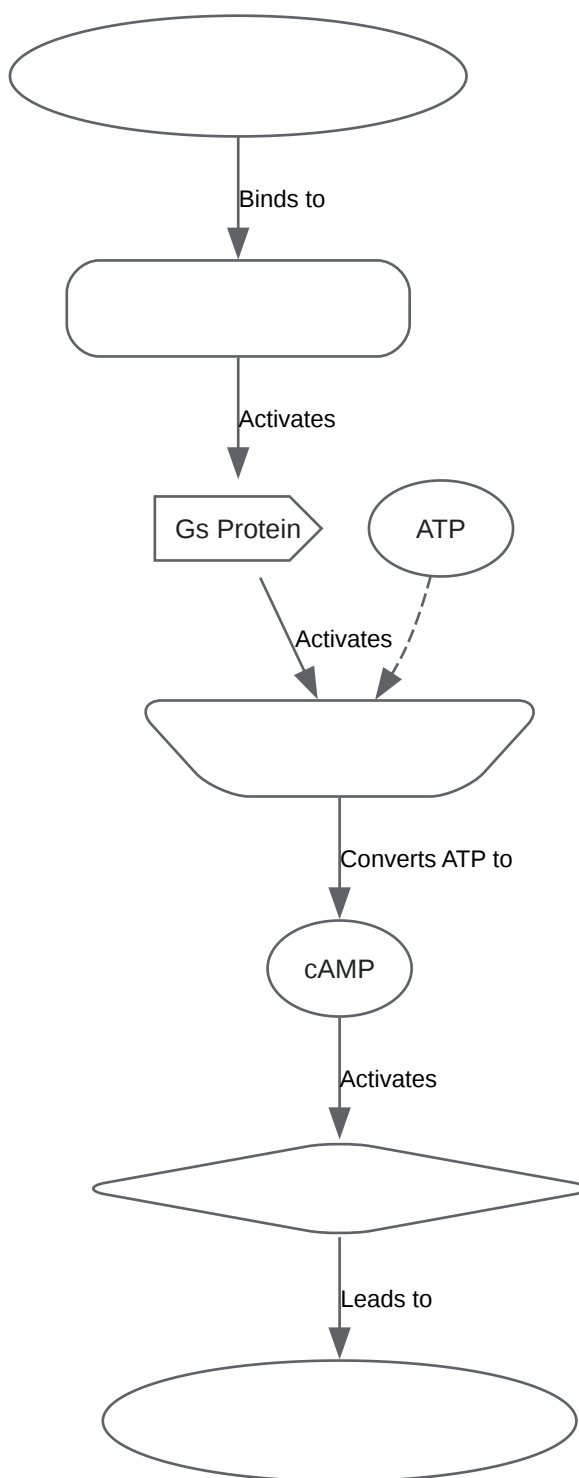 Binds to
Activates
Gs Protein
ATP
Activates
Converts ATP to
cAMP
Activates
Leads to